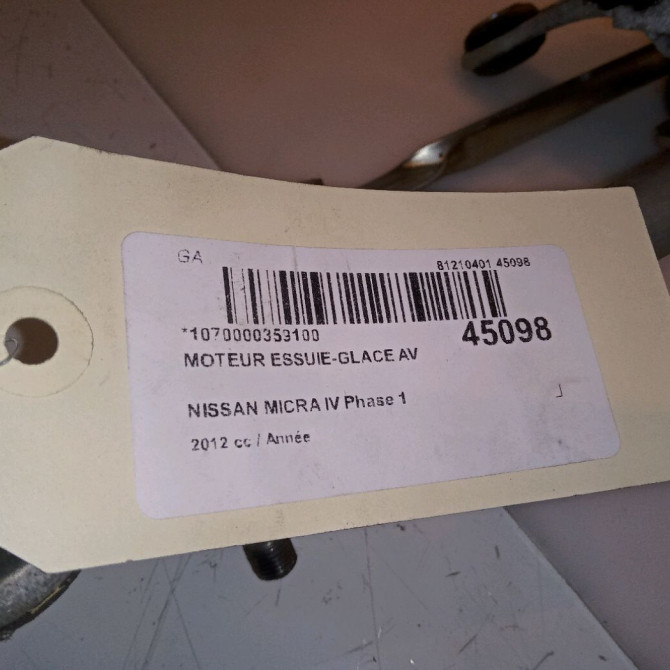 GA
81210401 45098
*1070000359100
45098
MOTEUR ESSUIE-GLACE AV
NISSAN MICRA IV Phase 1
2012 cc / Année